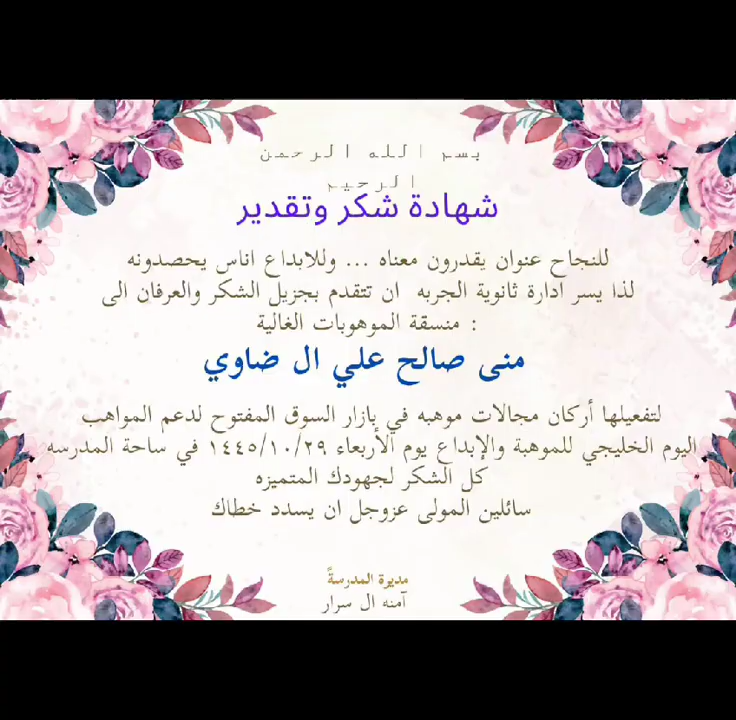 بسم الله الرحمن
الرحيم
شهادة شكر وتقدير
للنجاح عنوان يقدرون معناه ... وللابداع اناس يحصدونه
لذا يسر ادارة ثانوية الجربه ان تتقدم بجزيل الشكر والعرفان الى
: منسقة الموهوبات الغالية
منى صالح علي ال ضاوي
لتفعيلها أركان مجالات موهبه في بازار السوق المفتوح لدعم المواهب
اليوم الخليجي للموهبة والإبداع يوم الأربعاء ١٤٤٥/١٠/٢٩ في ساحة المدرسه
كل الشكر لجهودك المتميزه
سائلين المولى عزوجل ان يسدد خطاك
مديرة المدرسةً
آمنه ال سرار